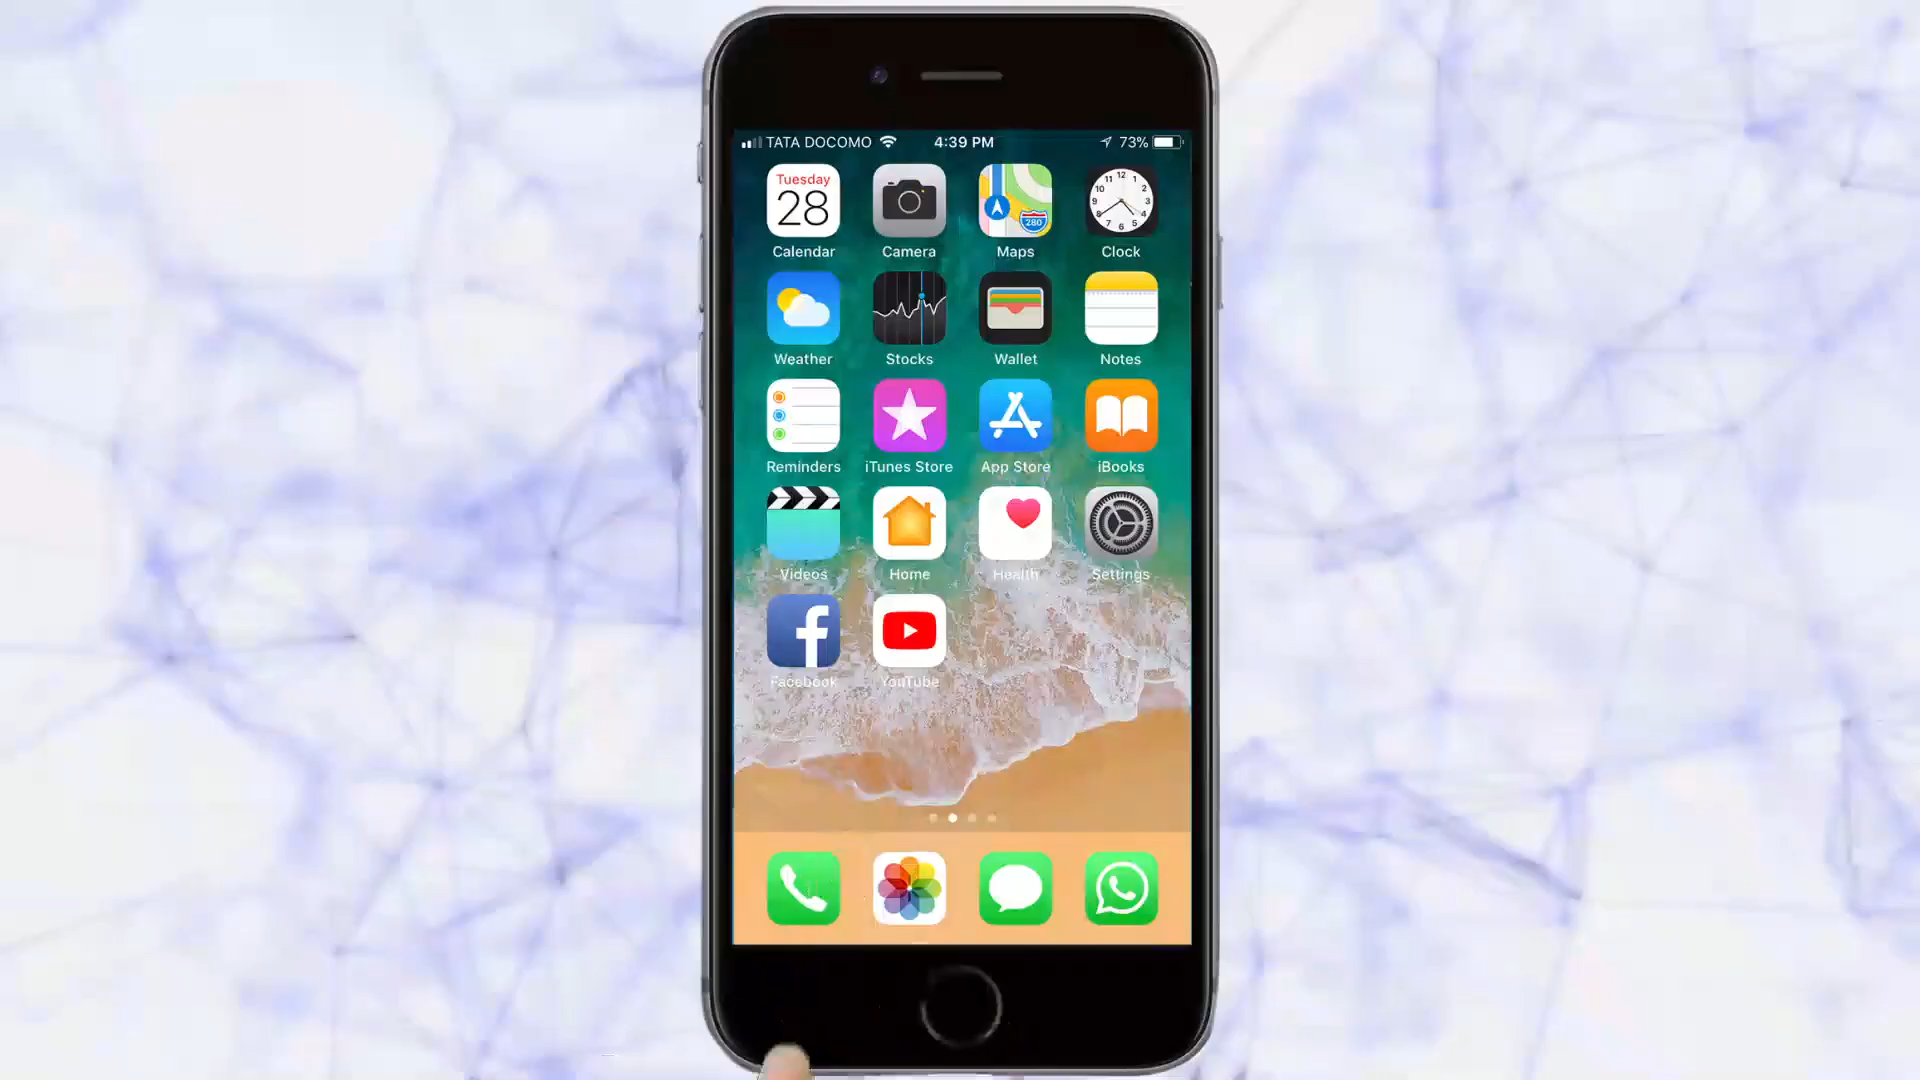 TATA DOCOMO 4:39 PM 73%
Tuesday
28
280
Calendar Camera Maps Clock
Weather Stocks Wallet Notes
Reminders iTunes Store App Store iBooks
Videos Home Health Settings
Facebook YouTube